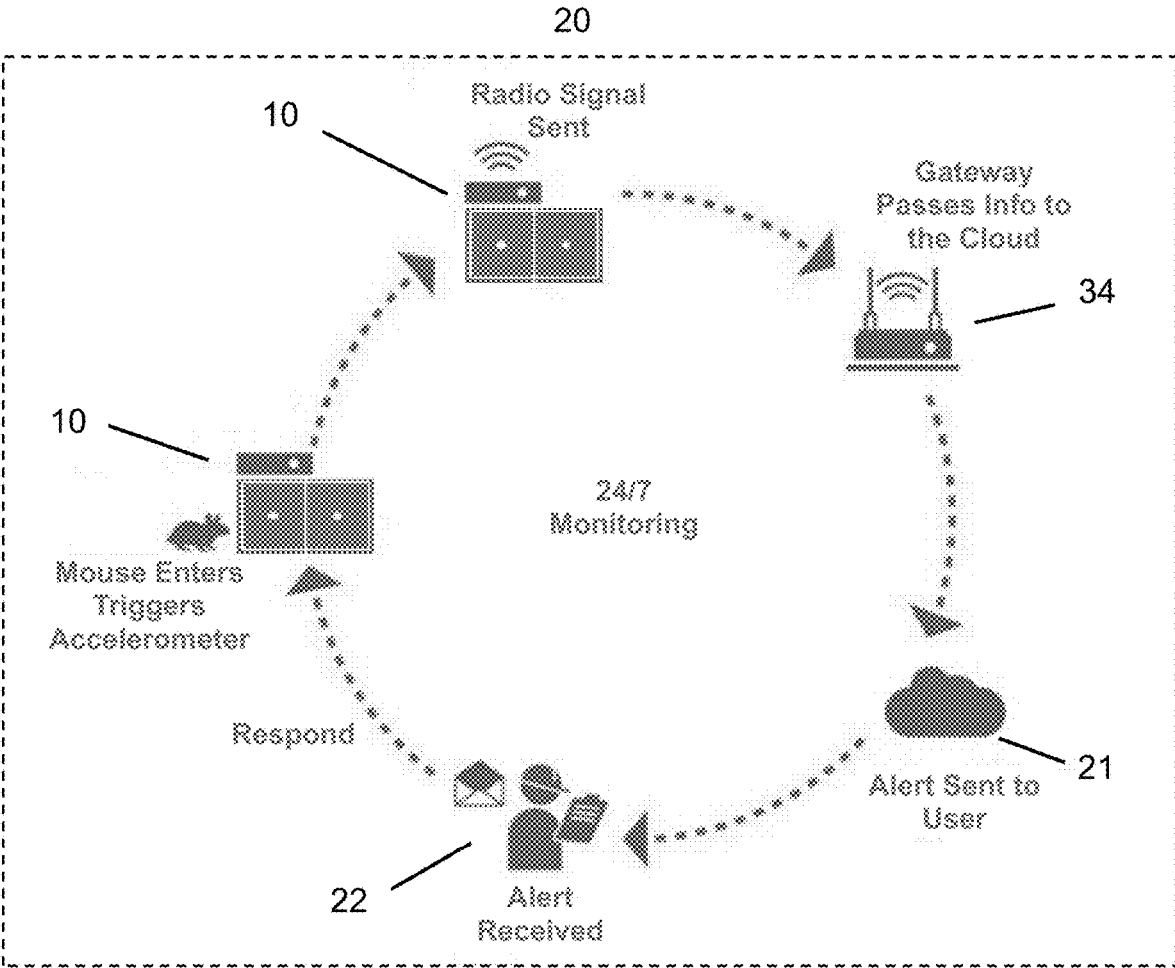 20
10
Radio Signal
Sent
Gateway
Passes Info to
the Cloud
34
10
24/7
Monitoring
Mouse Enters
Triggers
Accelerometer
Respond
21
Alert Sent to
User
22
Alert
Received